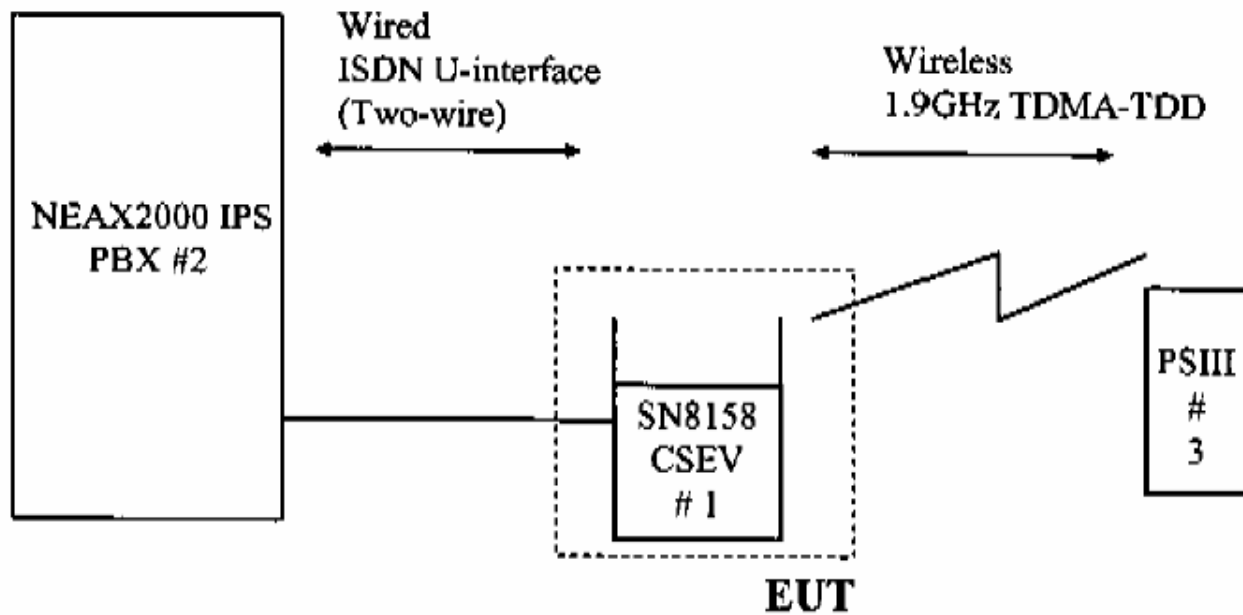 Wired
ISDN U-interface
(Two-wire)
Wireless
1.9GHz TDMA-TDD
NEAX2000 IPS
PBX #2
SN8158
CSEV
# 1
PSIII
#
3
EUT